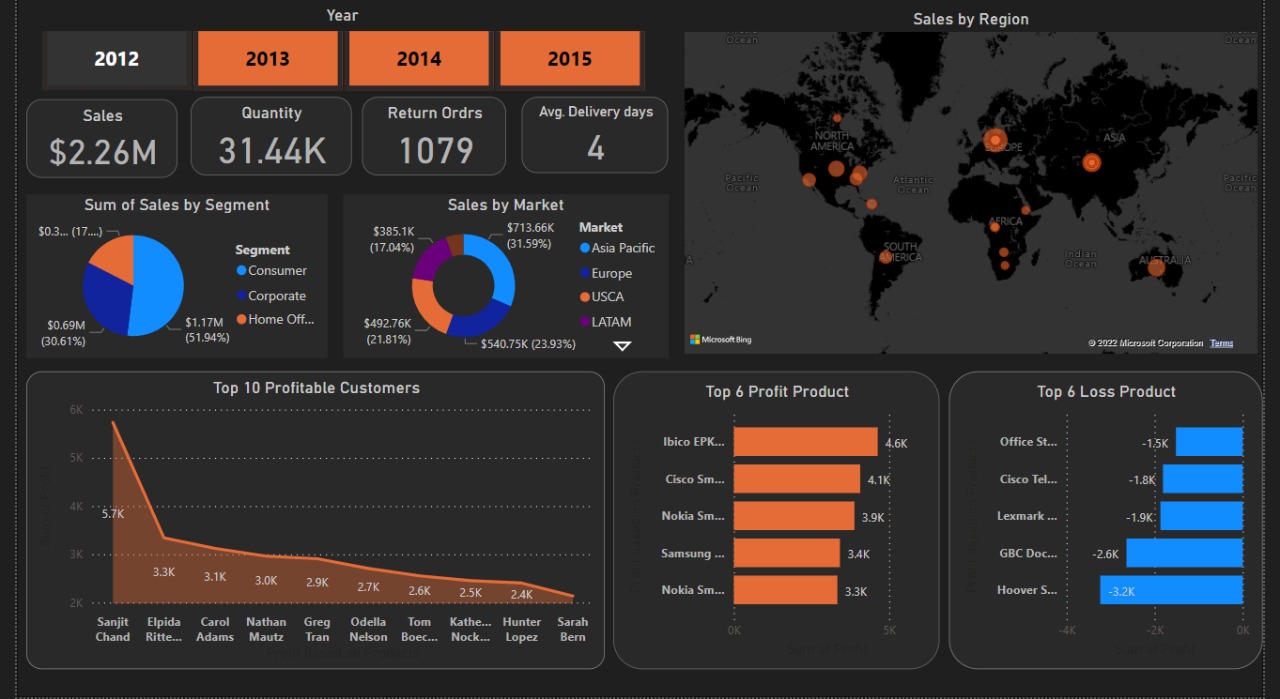 Year
2012
2013
2014
2015
Sales
$2.26M
Quantity
31.44K
Return Ordrs
1079
Avg. Delivery days
4
Sales by Region
Ocean
Ocean
NORTH
AMERICA
EUROPE
ASIA
Pacific
Ocean
Atlantic
Ocean
Pacific
Ocean
AFRICA
SOUTH
AMERICA
Indian
Ocean
AUSTRALIA
A
Microsoft Bing
© 2022 Microsoft Corporation Terms
Sum of Sales by Segment
$0.3... (17....)
$0.69M
(30.61%)
$1.17M
(51.94%)
Segment
Consumer
Corporate
Home Off...
Sales by Market
$385.1K
(17.04%)
$713.66K
(31.59%)
$492.76K
(21.81%)
$540.75K (23.93%)
Market
Asia Pacific
Europe
USCA
LATAM
Top 10 Profitable Customers
6K
5K
4K
3K
2K
5.7K
3.3K
3.1K
3.0K
2.9K
2.7K
2.6K
2.5K
2.4K
Sanjit
Chand
Elpida
Ritte...
Carol
Adams
Nathan
Mautz
Greg
Tran
Odella
Nelson
Tom
Boec...
Kathe...
Nock...
Hunter
Lopez
Sarah
Bern
Top 6 Profit Product
Ibico EPK...
4.6K
Cisco Sm...
4.1K
Nokia Sm...
3.9K
Samsung ...
3.4K
Nokia Sm...
3.3K
0K
5K
Sum of Profit
Top 6 Loss Product
Office St...
-1.5K
Cisco Tel...
-1.8K
Lexmark ...
-1.9K
GBC Doc...
-2.6K
Hoover S...
-3.2K
-4K
-2K
0K
Sum of Profit